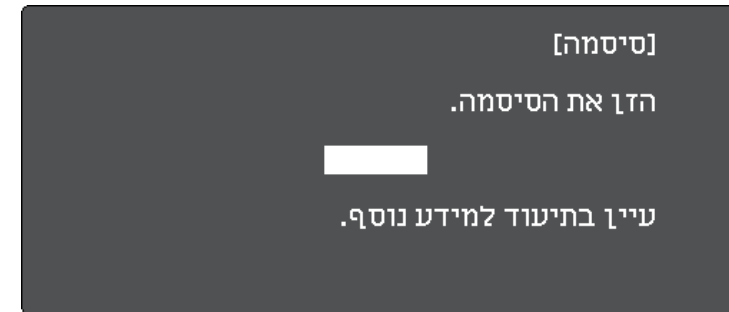 [סיסמה]
הזן את הסיסמה.
עיין בתיעוד למידע נוסף.